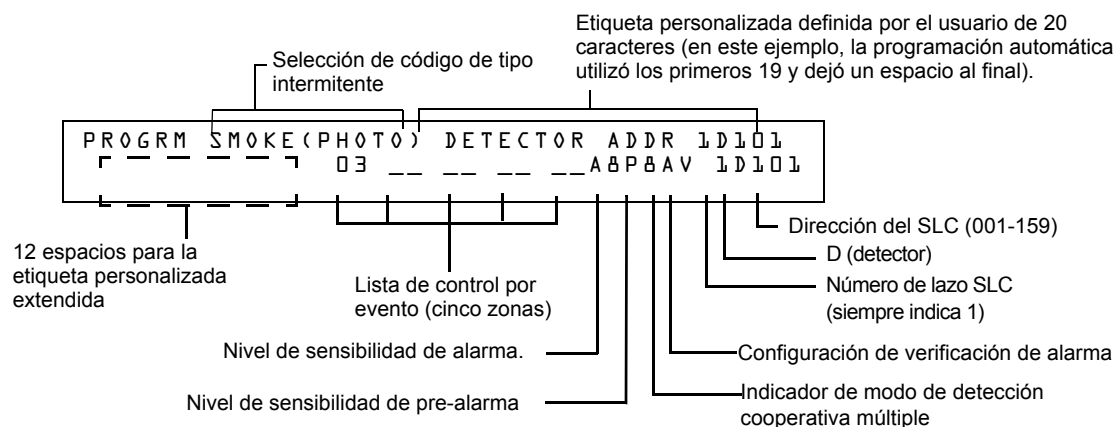 Etiqueta personalizada definida por el usuario de 20
caracteres (en este ejemplo, la programación automática
utilizó los primeros 19 y dejó un espacio al final).
Selección de código de tipo
intermitente
PROGRM SMOKE(PHOTO) DETECTOR ADDR 1D101
03 __ __ __ __A8P8AV 1D101
12 espacios para la
etiqueta personalizada
extendida
Lista de control por
evento (cinco zonas)
Dirección del SLC (001-159)
D (detector)
Número de lazo SLC
(siempre indica 1)
Nivel de sensibilidad de alarma.
Configuración de verificación de alarma
Nivel de sensibilidad de pre-alarma
Indicador de modo de detección
cooperativa múltiple